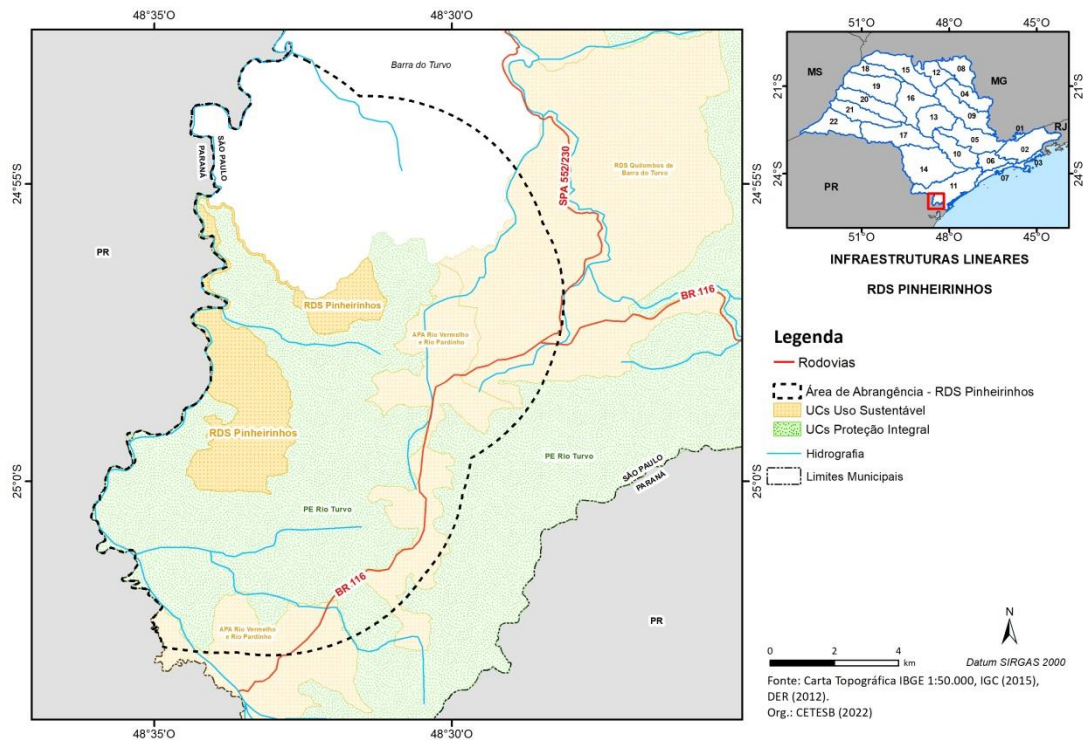 48°35'O
48°30'O
24°55'S
25°0'S
24°55'S
25°0'S
48°35'O
48°30'O
Barra do Turvo
SÃO PAULO
PARANÁ
SPA 552/230
RDS Quilombos de
Barra do Turvo
PR
RDS Pinheirinhos
APA Rio Vermelho
e Rio Pardinho
BR 116
RDS Pinheirinhos
PE Rio Turvo
SÃO PAULO
PARANÁ
PE Rio Turvo
BR 116
APA Rio Vermelho
e Rio Pardinho
PR
51°O
48°O
45°O
21°S
24°S
21°S
24°S
51°O
48°O
45°O
MS
MG
RJ
PR
18
15
12
08
19
16
04
20
13
09
21
22
17
05
01
02
10
06
03
14
07
11
INFRAESTRUTURAS LINEARES
RDS PINHEIRINHOS
Legenda
Rodovias
Área de Abrangência - RDS Pinheirinhos
UCs Uso Sustentável
UCs Proteção Integral
Hidrografia
Limites Municipais
N
0 2 4
km
Datum SIRGAS 2000
Fonte: Carta Topográfica IBGE 1:50.000, IGC (2015),
DER (2012).
Org.: CETESB (2022)